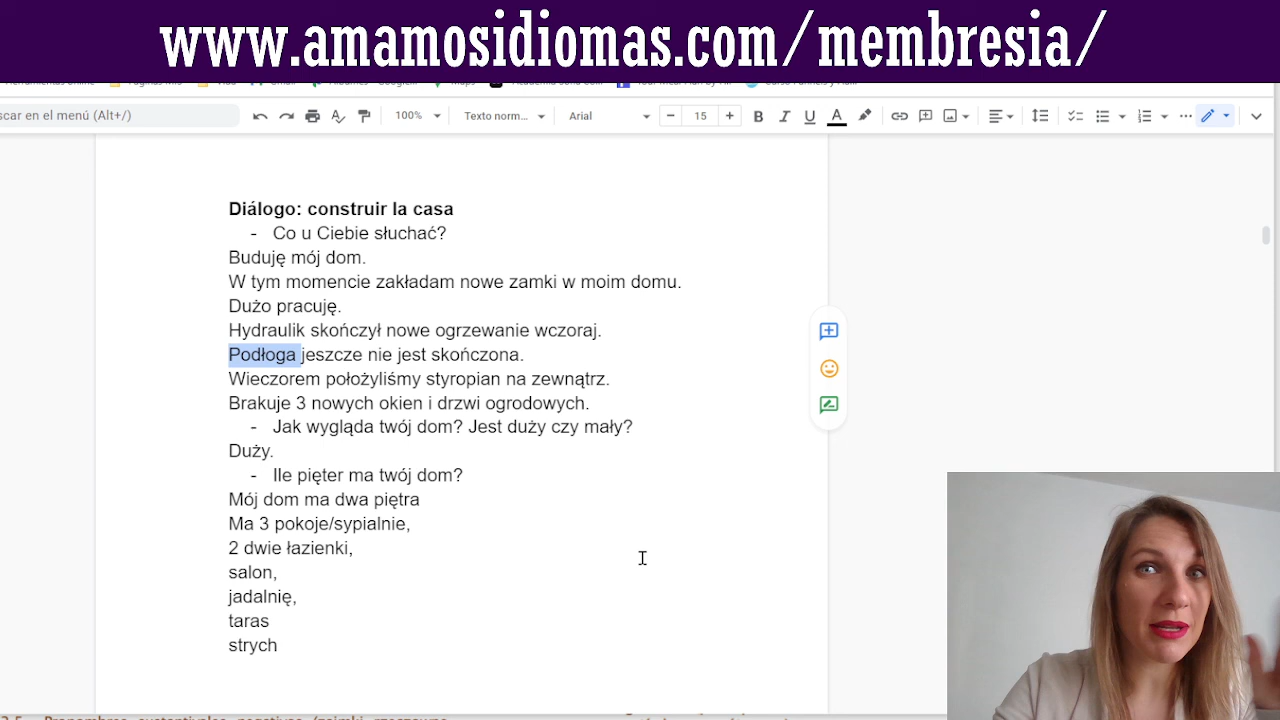 www.amamosidiomas.com/membresia/
scar en el menú (Alt+/)
100%
Texto norm...
Arial
15
Diálogo: construir la casa
- Co u Ciebie słuchać?
Buduję mój dom.
W tym momencie zakładam nowe zamki w moim domu.
Dużo pracuję.
Hydraulik skończył nowe ogrzewanie wczoraj.
Podłoga jeszcze nie jest skończona.
Wieczorem położyliśmy styropian na zewnątrz.
Brakuje 3 nowych okien i drzwi ogrodowych.
- Jak wygląda twój dom? Jest duży czy mały?
Duży.
- Ile pięter ma twój dom?
Mój dom ma dwa piętra
Ma 3 pokoje/sypialnie,
2 dwie łazienki,
salon,
jadalnię,
taras
strych